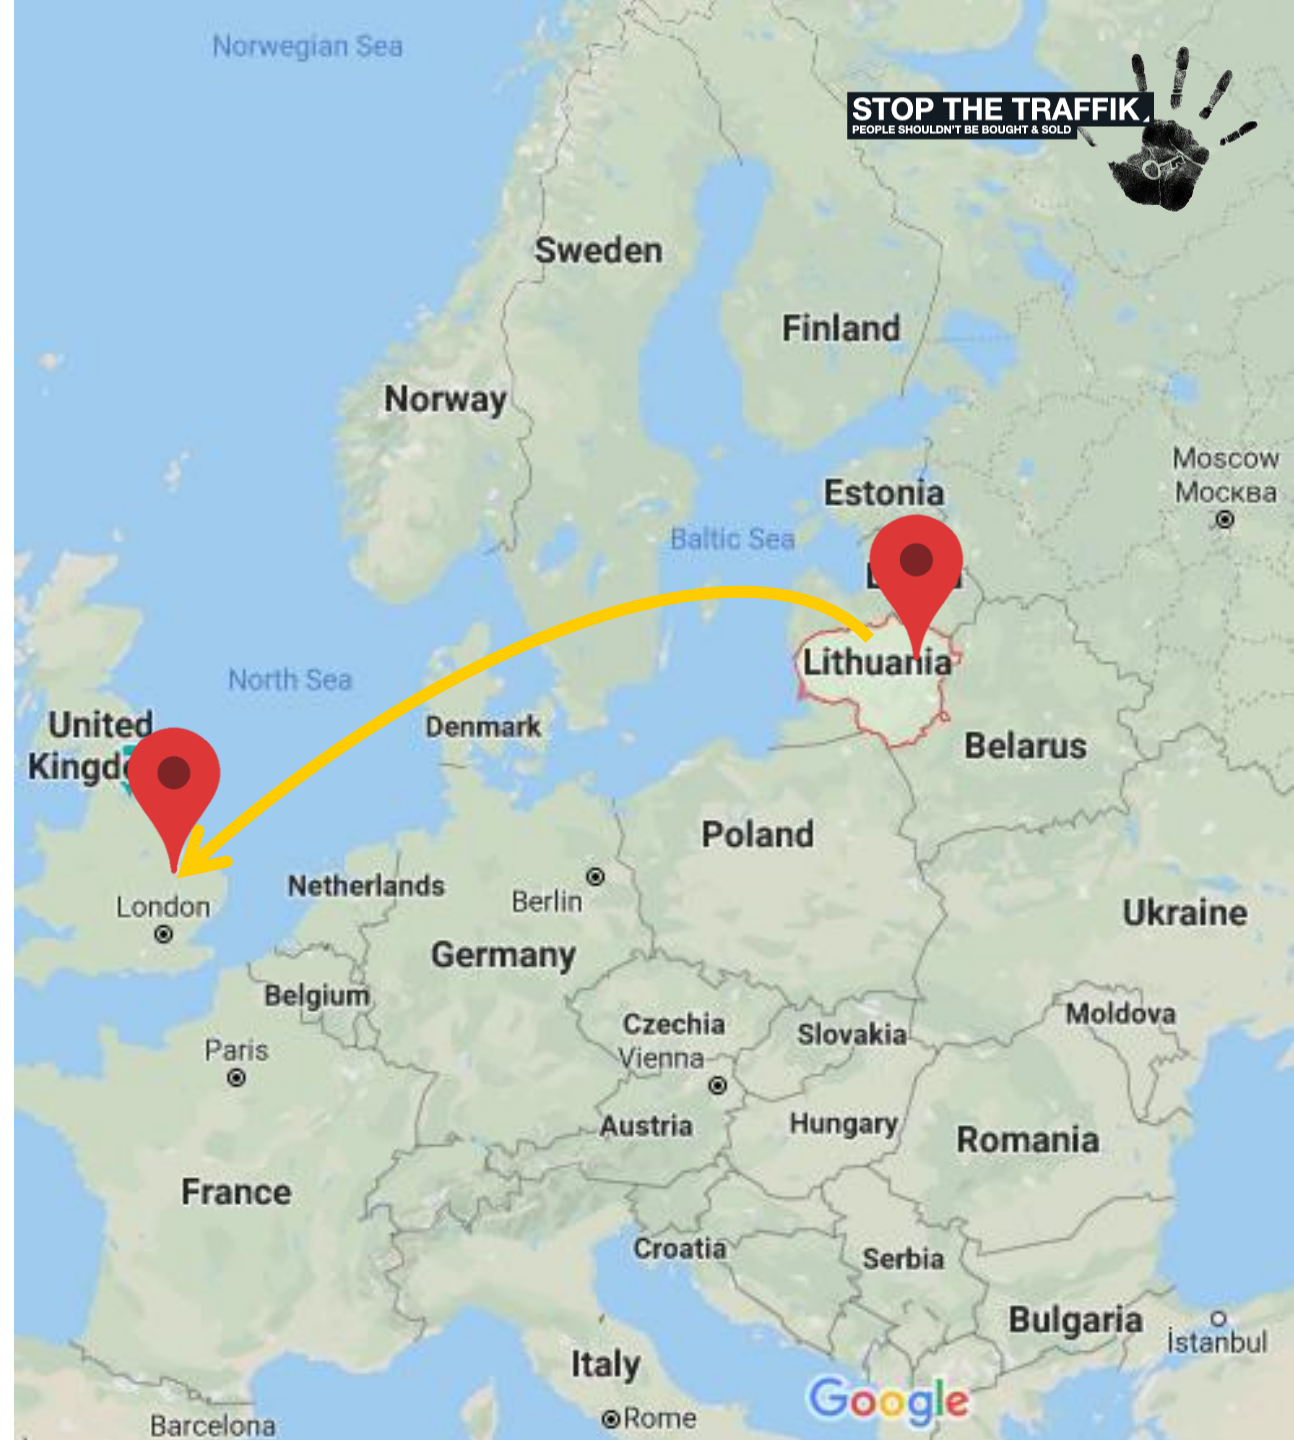 Norwegian Sea
STOP THE TRAFFIK
PEOPLE SHOULDN'T BE BOUGHT & SOLD
Sweden
Finland
Norway
Moscow
Москва
Estonia
Baltic Sea
Lithuania
North Sea
United
Denmark
Belarus
Poland
Netherlands
Berlin
London
Ukraine
Germany
Belgium
Moldova
Czechia
Slovakia
Paris
Vienna
Austria
Hungary
Romania
France
Croatia
Serbia
Bulgaria
İstanbul
Italy
Google
Rome
Barcelona